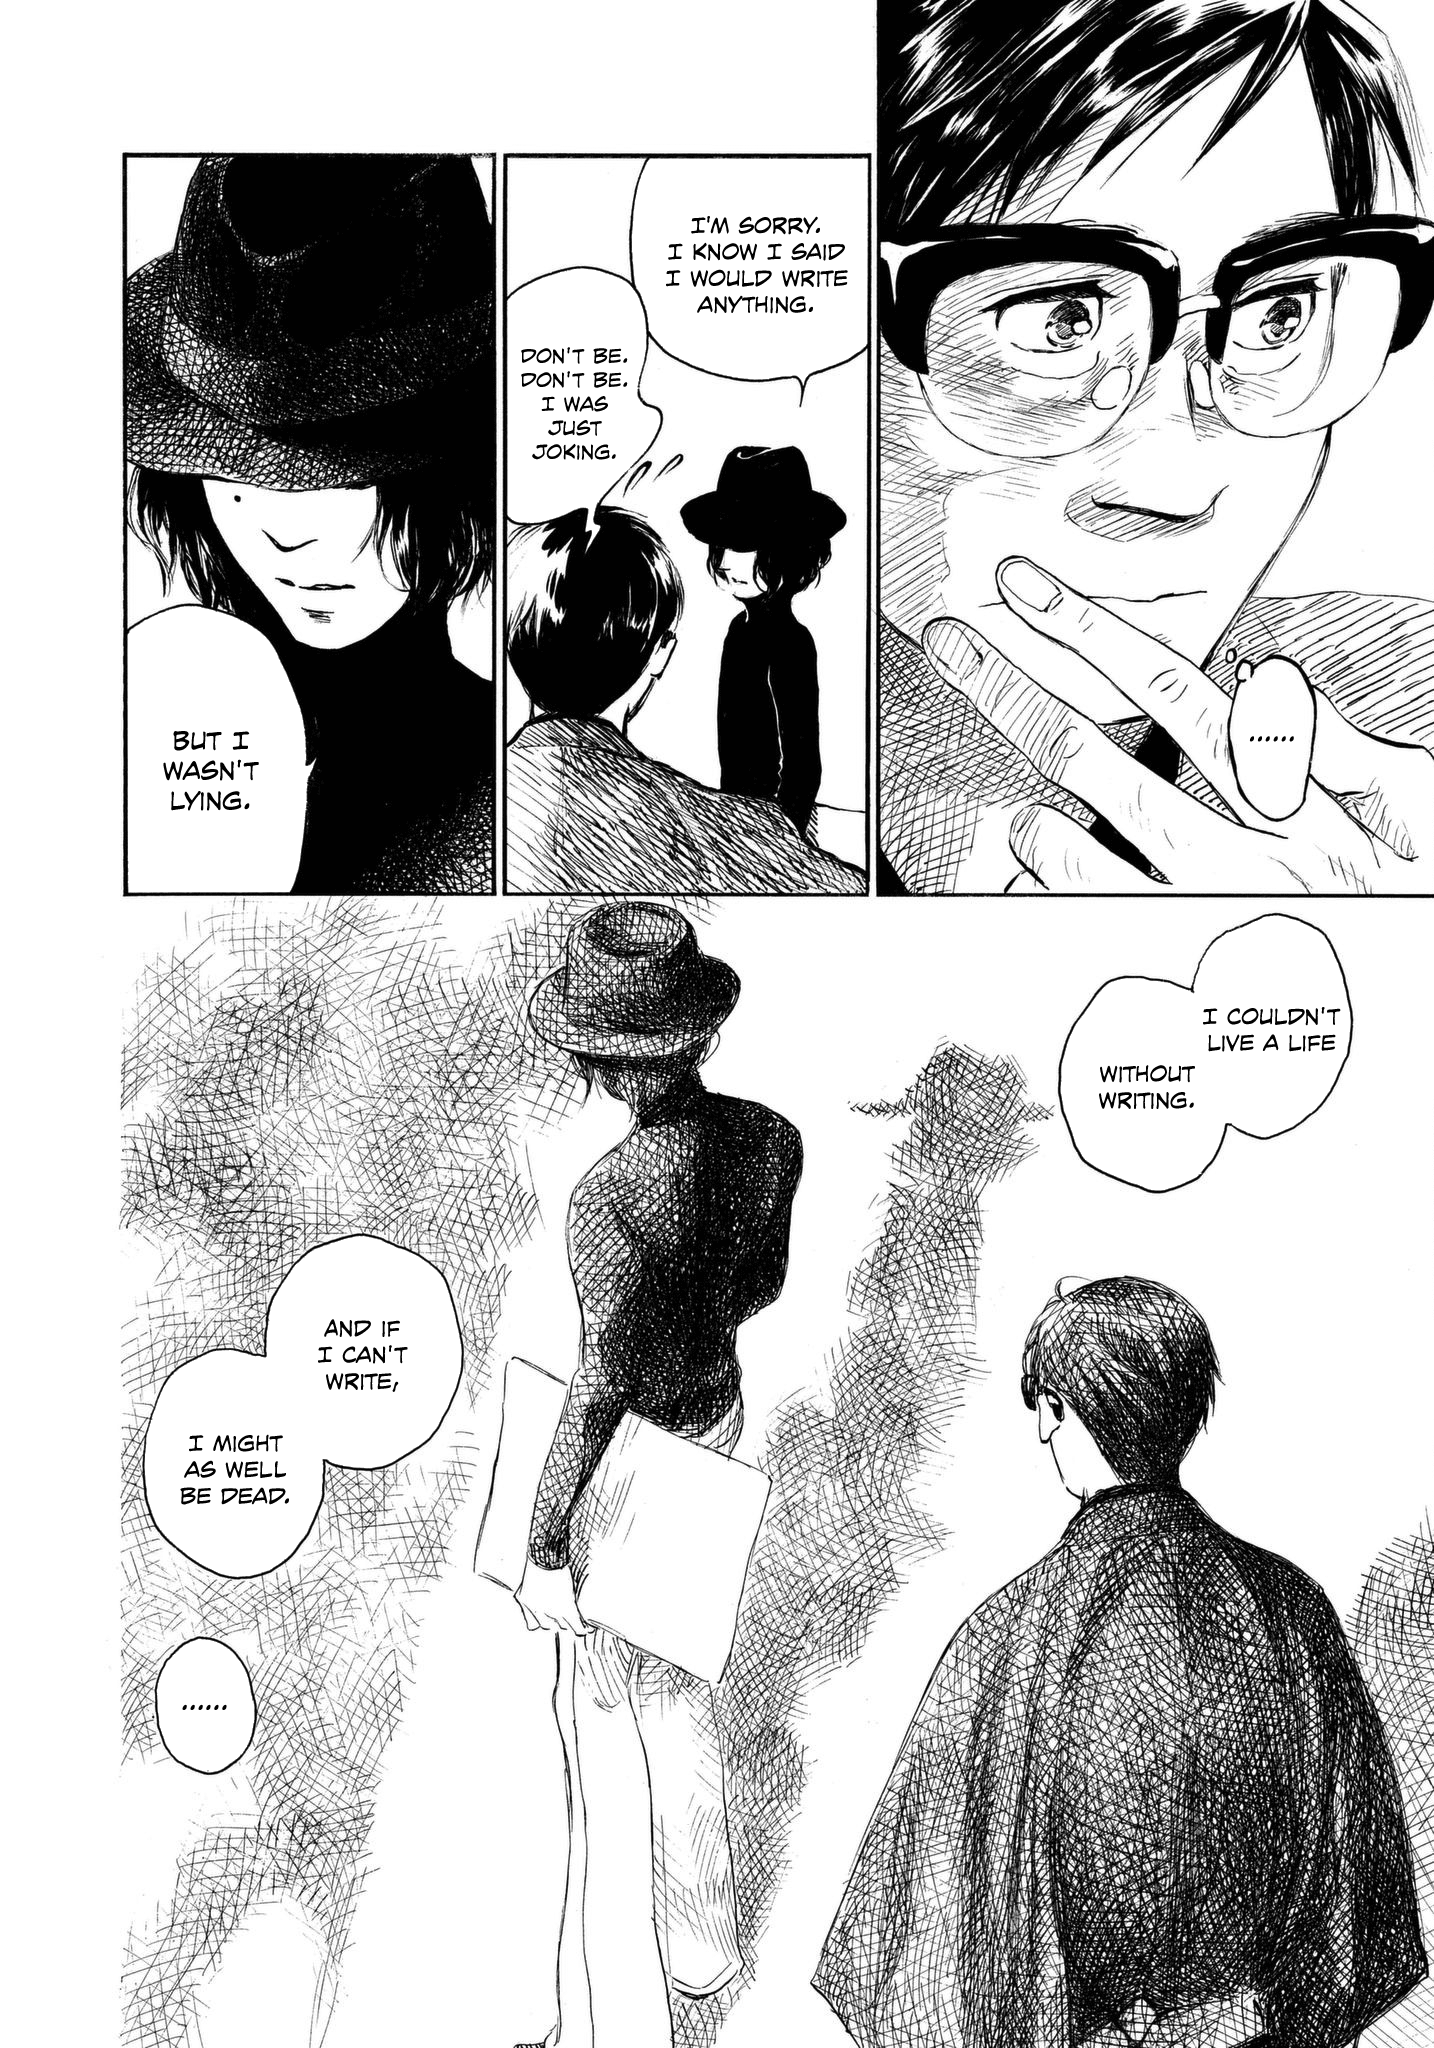 ......
I'M SORRY.
I KNOW I SAID
I WOULD WRITE
ANYTHING.
DON'T BE.
DON'T BE.
I WAS
JUST
JOKING.
BUT I
WASN'T
LYING.
I COULDN'T
LIVE A LIFE
WITHOUT
WRITING.
AND IF
I CAN'T
WRITE,
I MIGHT
AS WELL
BE DEAD.
......